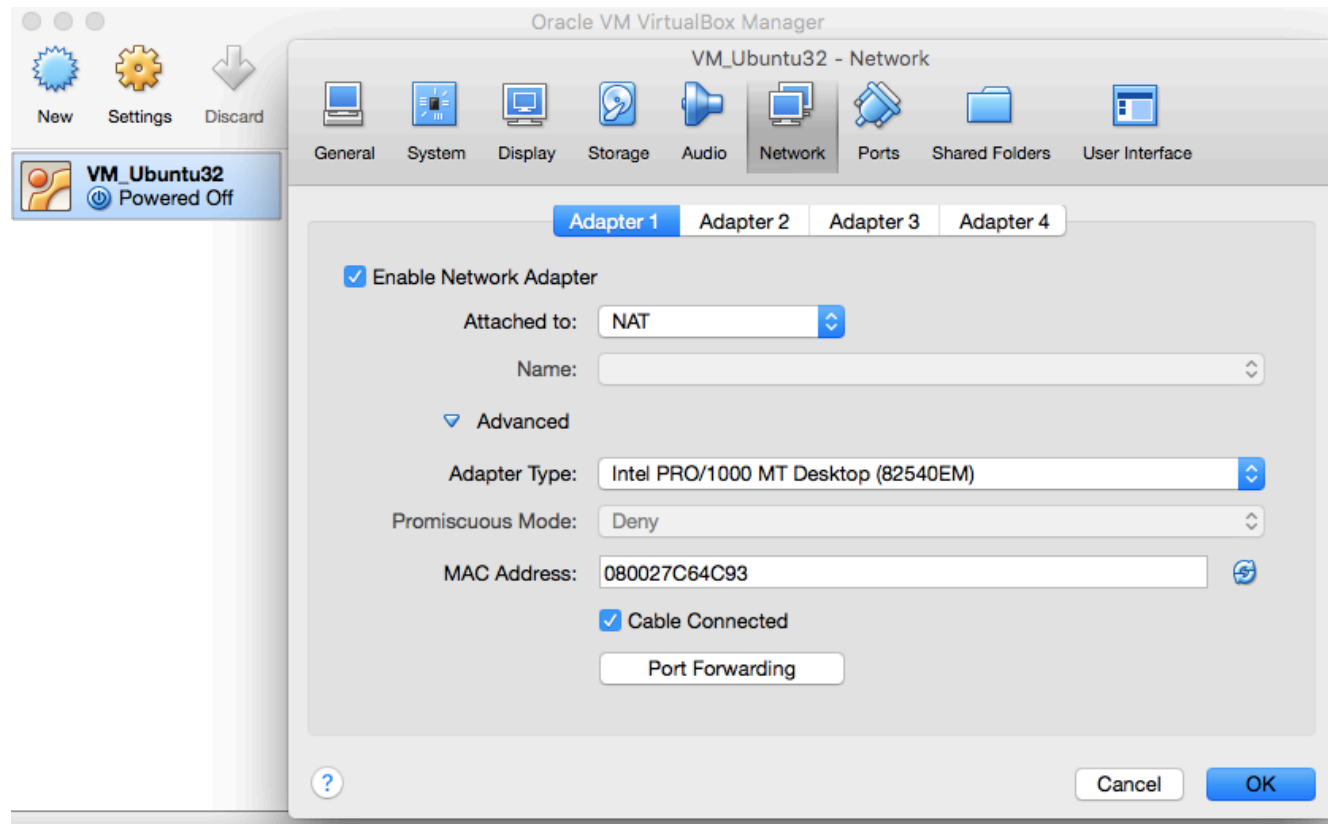 Oracle VM VirtualBox Manager
New Settings Discard
VM_Ubuntu32
Powered Off
VM_Ubuntu32 - Network
General System Display Storage Audio Network Ports Shared Folders User Interface
Adapter 1 Adapter 2 Adapter 3 Adapter 4
Enable Network Adapter
Attached to: NAT
Name:
Advanced
Adapter Type: Intel PRO/1000 MT Desktop (82540EM)
Promiscuous Mode: Deny
MAC Address: 080027C64C93
Cable Connected
Port Forwarding
? Cancel OK